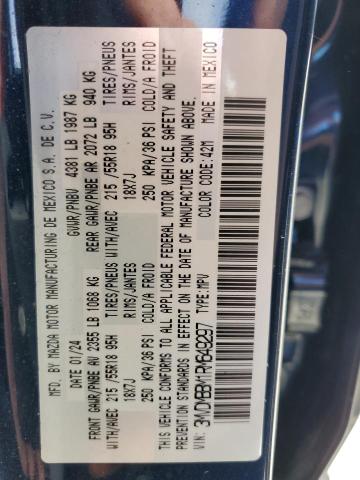 MFD. BY MAZDA MOTOR MANUFACTURING DE MEXICO S.A. DE C.V.
DATE 01/24 GVWR/PNBV 4381 LB 1987 KG
FRONT GAWR/PNBE AV 2355 LB 1068 KG REAR GAWR/PNBE AR 2072 LB 940 KG
WITH/AVEC 215/55R18 95H TIRES/PNEUS WITH/AVEC 215/55R18 95H TIRES/PNEUS
18X7J RIMS/JANTES 18X7J RIMS/JANTES
250 KPA/36 PSI COLD/A FROID 250 KPA/36 PSI COLD/A FROID
THIS VEHICLE CONFORMS TO ALL APPLICABLE FEDERAL MOTOR VEHICLE SAFETY AND THEFT
PREVENTION STANDARDS IN EFFECT ON THE DATE OF MANUFACTURE SHOWN ABOVE.
VIN: TYPE: MPV COLOR CODE: 42M MADE IN MEXICO